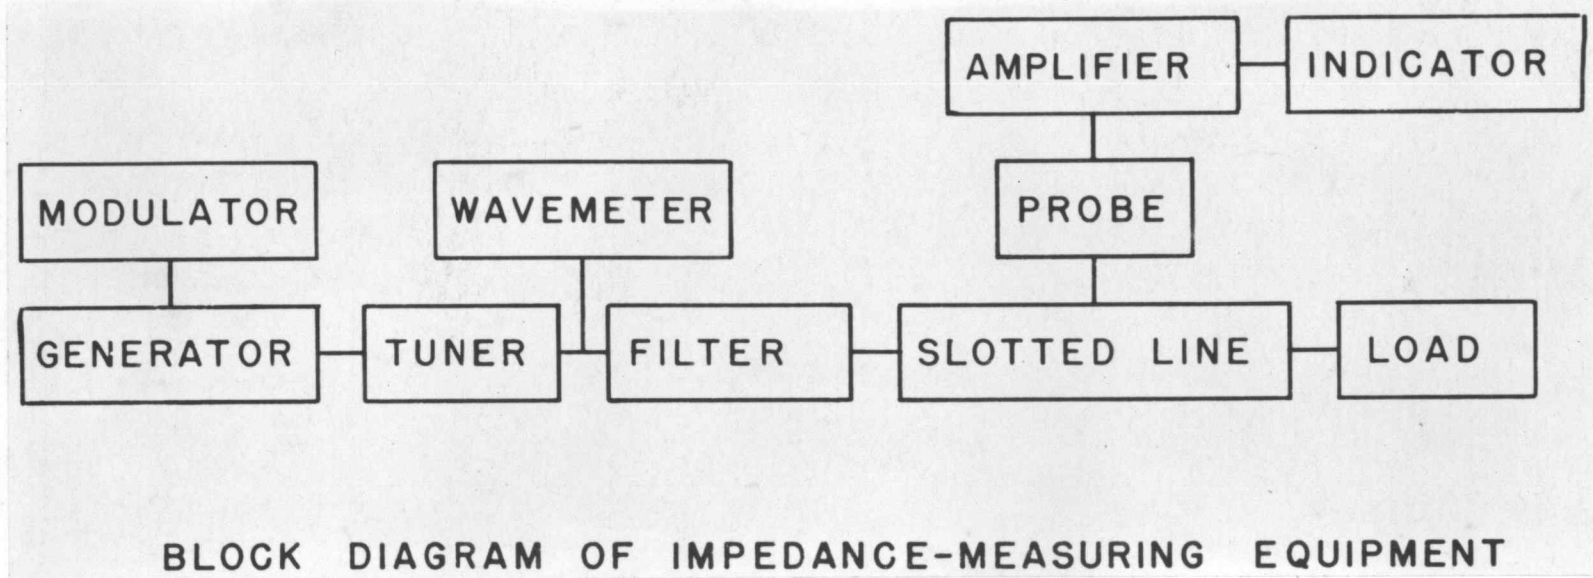 AMPLIFIER
INDICATOR
MODULATOR
WAVEMETER
PROBE
GENERATOR
TUNER
FILTER
SLOTTED LINE
LOAD
BLOCK DIAGRAM OF IMPEDANCE-MEASURING EQUIPMENT